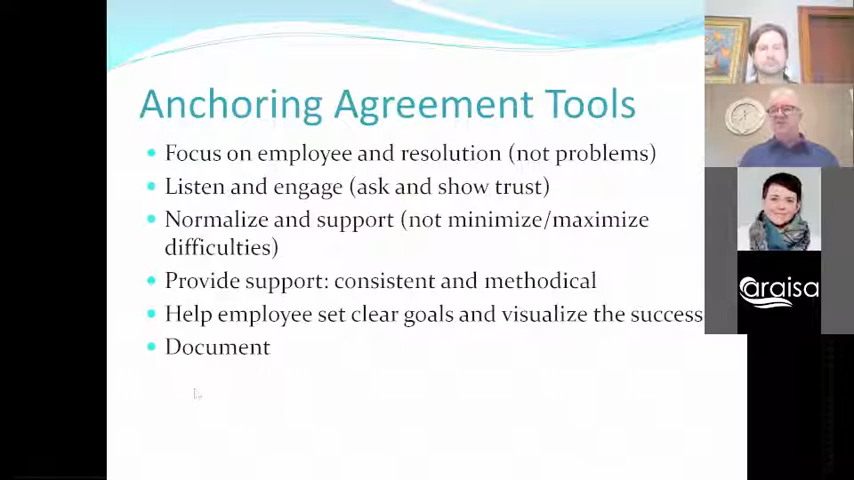 Anchoring Agreement Tools
• Focus on employee and resolution (not problems)
• Listen and engage (ask and show trust)
• Normalize and support (not minimize/maximize
difficulties)
• Provide support: consistent and methodical
• Help employee set clear goals and visualize the success
• Document
araisa